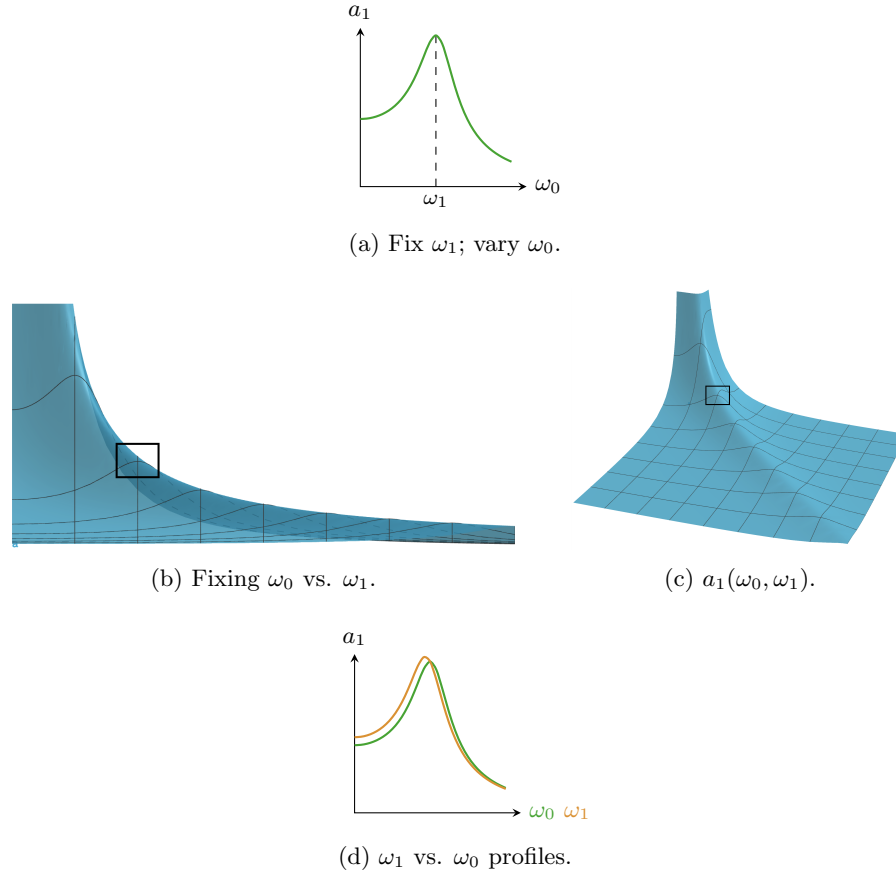 a₁
ω₀
ω₁
(a) Fix ω₁; vary ω₀.
(b) Fixing ω₀ vs. ω₁.
(c) a₁(ω₀, ω₁).
a₁
ω₀ ω₁
(d) ω₁ vs. ω₀ profiles.